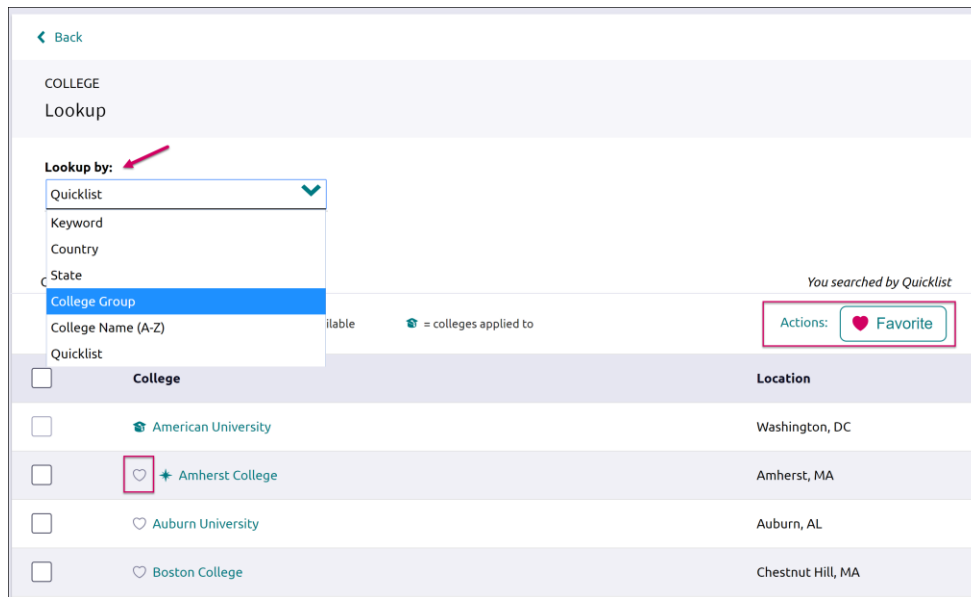 Back
COLLEGE
Lookup
Lookup by:
Quicklist
Keyword
Country
State
College Group
College Name (A-Z)
Quicklist
You searched by Quicklist
= colleges applied to
Actions: Favorite
College Location
American University Washington, DC
Amherst College Amherst, MA
Auburn University Auburn, AL
Boston College Chestnut Hill, MA